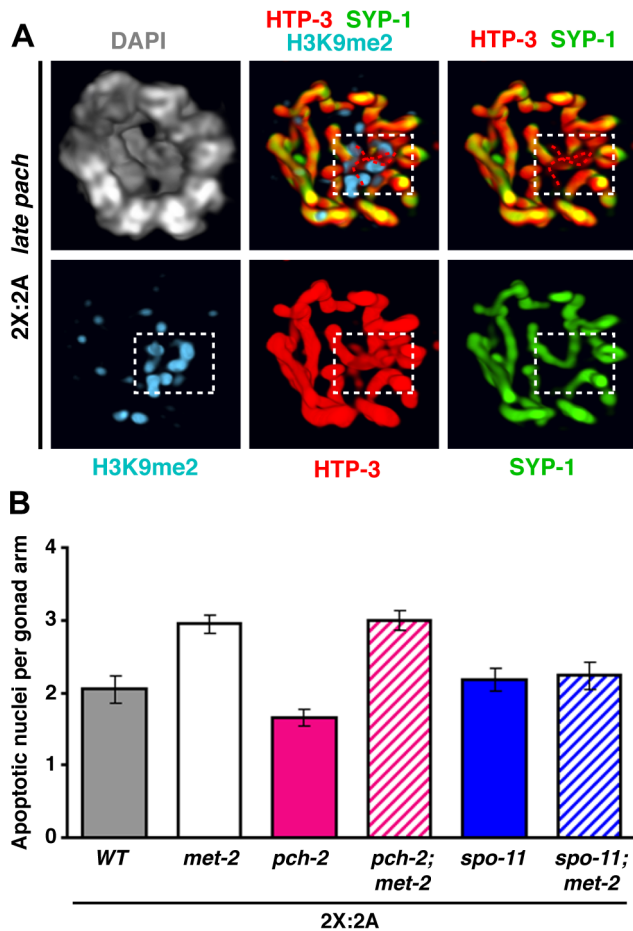 A
DAPI
HTP-3 SYP-1
H3K9me2
HTP-3 SYP-1
2X:2A late pach
H3K9me2
HTP-3
SYP-1
B
Apoptotic nuclei per gonad arm
4
3
2
1
0
WT
met-2
pch-2
pch-2;
met-2
spo-11
spo-11;
met-2
2X:2A